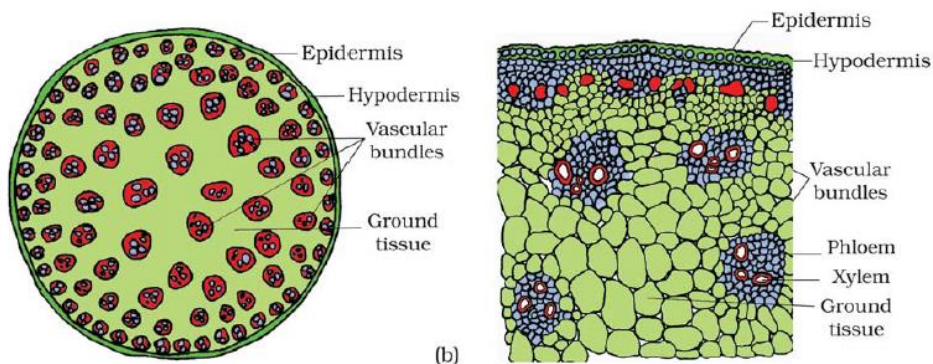 Epidermis
Hypodermis
Vascular
bundles
Ground
tissue
(b)
Epidermis
Hypodermis
Vascular
bundles
Phloem
Xylem
Ground
tissue